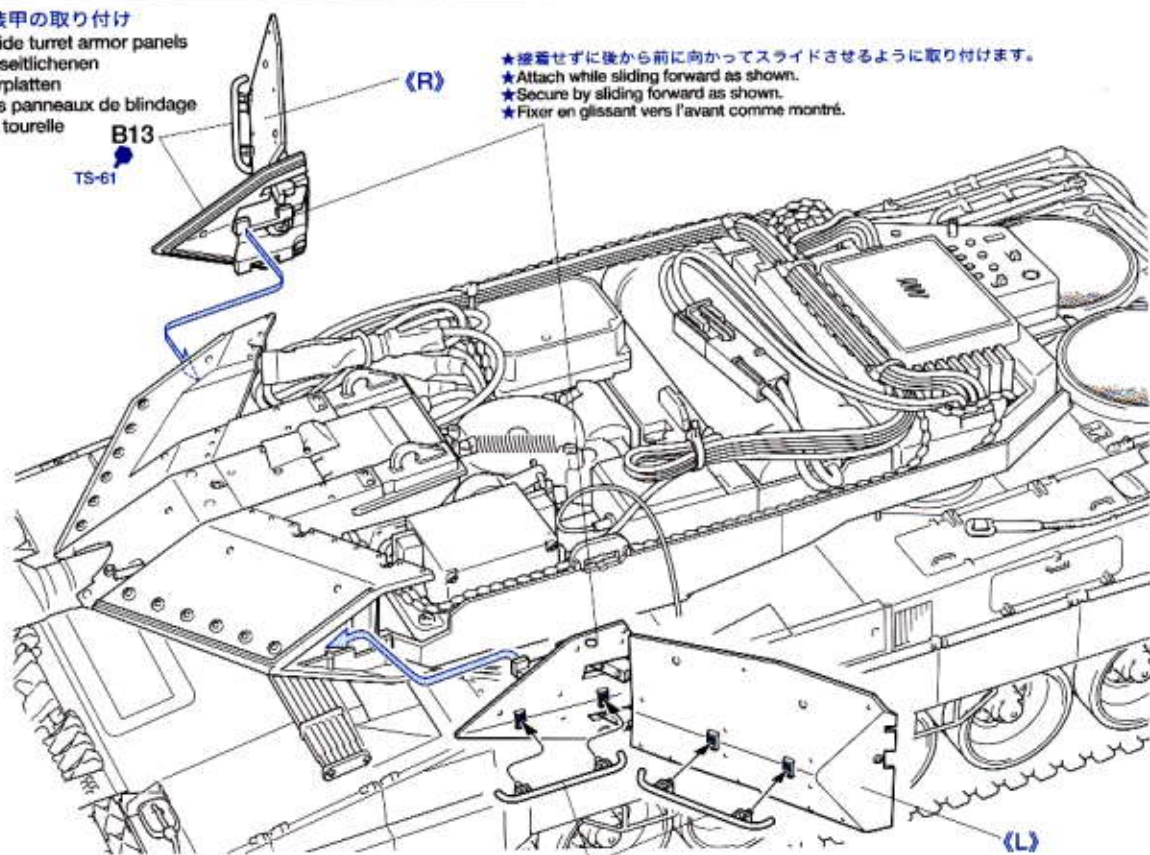 装甲の取り付け
ide turret armor panels
seitlichenen
rplatten
s panneaux de blindage
tourelle
B13
TS-61
《R》
★接着せずに後から前に向かってスライドさせるように取り付けます。
★Attach while sliding forward as shown.
★Secure by sliding forward as shown.
★Fixer en glissant vers l'avant comme montré.
《L》